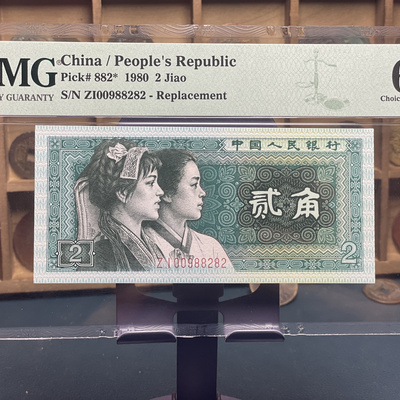 MG
Y GUARANTY
China / People's Republic
Pick# 882* 1980 2 Jiao
S/N ZI00988282 - Replacement
6
Choice
中国人民银行
贰角
2
ZI00988282
2